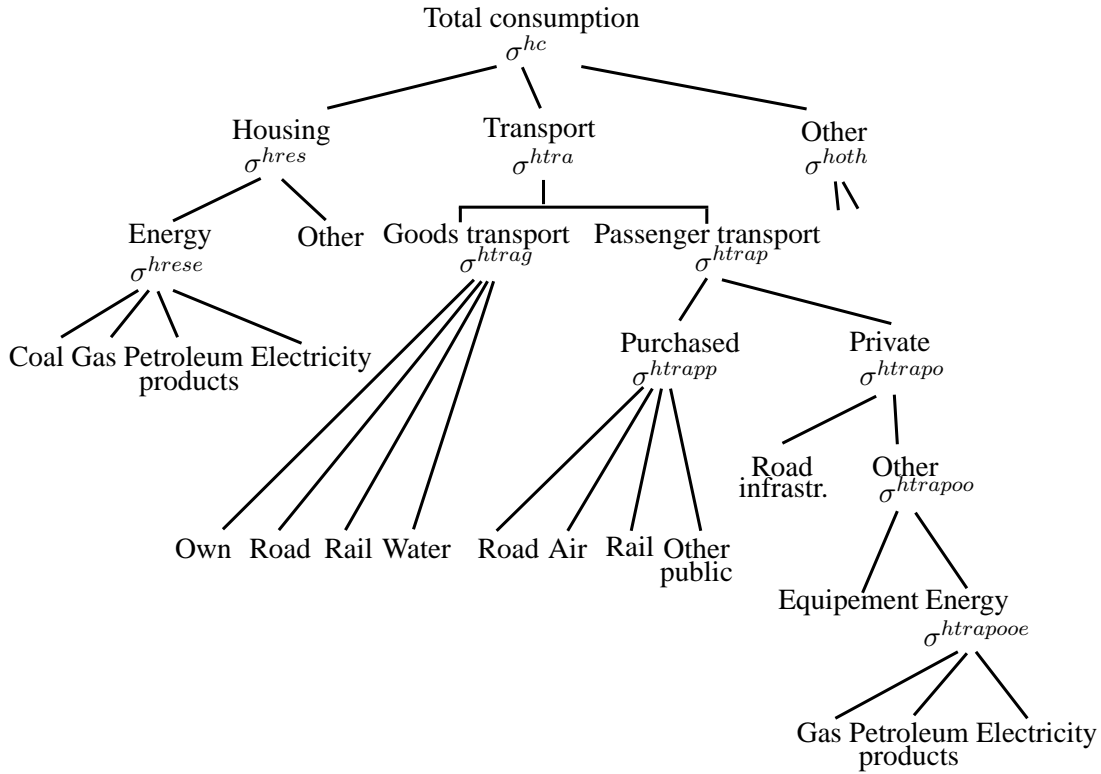 Total consumption
σ^{hc}
Housing Transport Other
σ^{hres} σ^{htra} σ^{hoth}
Energy Other Goods transport Passenger transport
σ^{hrese} σ^{htrag} σ^{htrap}
Coal Gas Petroleum Electricity Purchased Private
products σ^{htrapp} σ^{htrapo}
Road Other
infrastr. σ^{htrapoo}
Own Road Rail Water Road Air Rail Other
public
Equipement Energy
σ^{htrapooe}
Gas Petroleum Electricity
products